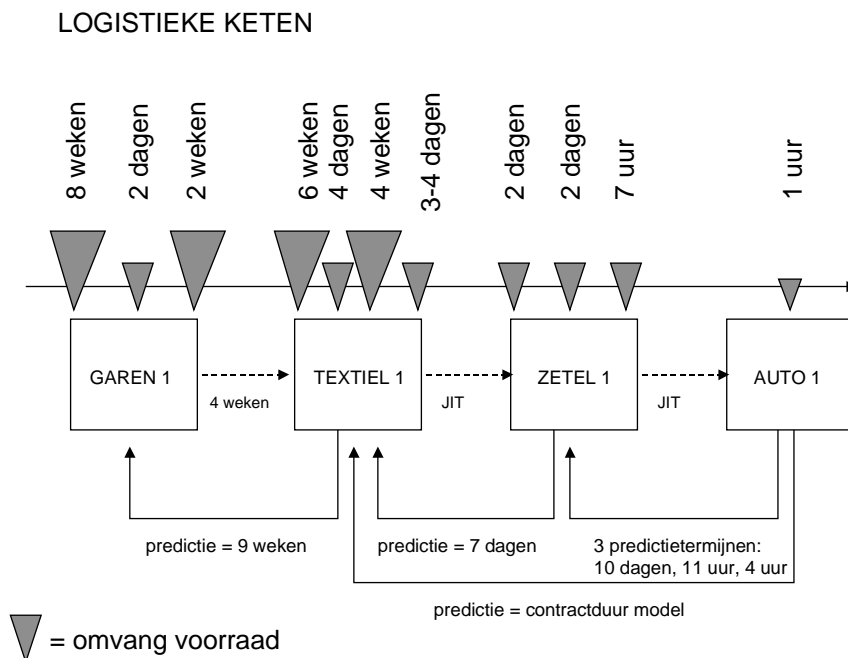 LOGISTIEKE KETEN
8 weken
2 dagen
2 weken
6 weken
4 dagen
4 weken
3-4 dagen
2 dagen
2 dagen
7 uur
1 uur
GAREN 1
4 weken
TEXTIEL 1
JIT
ZETEL 1
JIT
AUTO 1
predictie = 9 weken
predictie = 7 dagen
3 predictietermijnen:
10 dagen, 11 uur, 4 uur
predictie = contractduur model
= omvang voorraad